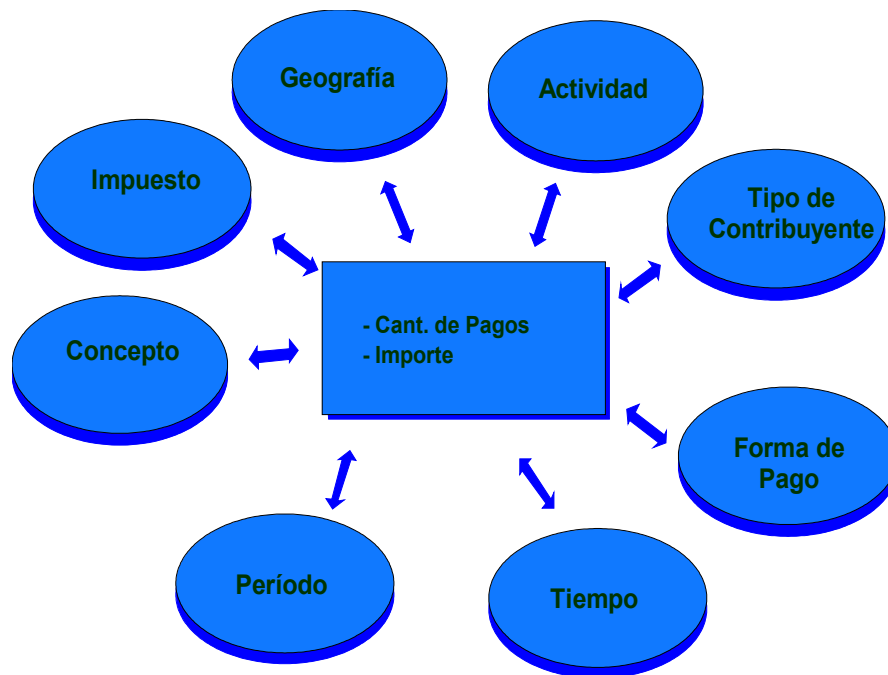 Geografía
Actividad
Impuesto
Tipo de
Contribuyente
- Cant. de Pagos
- Importe
Concepto
Forma de
Pago
Período
Tiempo